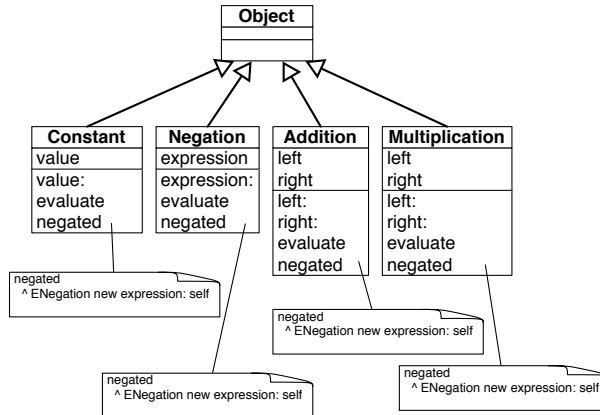 Object
Constant
value
value:
evaluate
negated
Negation
expression
expression:
evaluate
negated
Addition
left
right
left:
right:
evaluate
negated
Multiplication
left
right
left:
right:
evaluate
negated
negated
^ ENegation new expression: self
negated
^ ENegation new expression: self
negated
^ ENegation new expression: self
negated
^ ENegation new expression: self